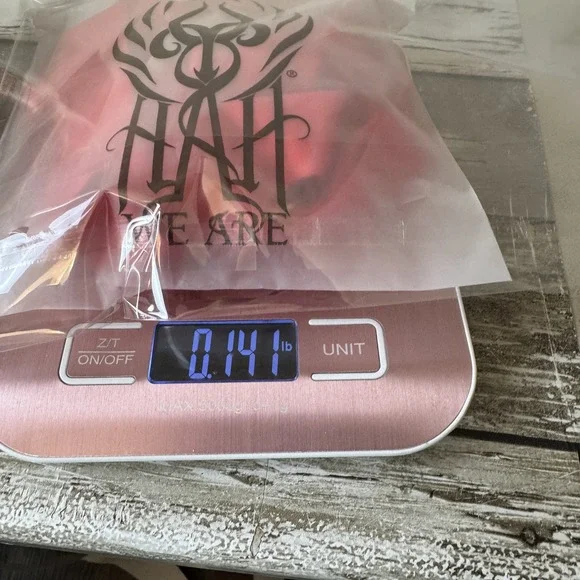 HAH
®
WE ARE
Z/T
ON/OFF
0.141 lb
UNIT